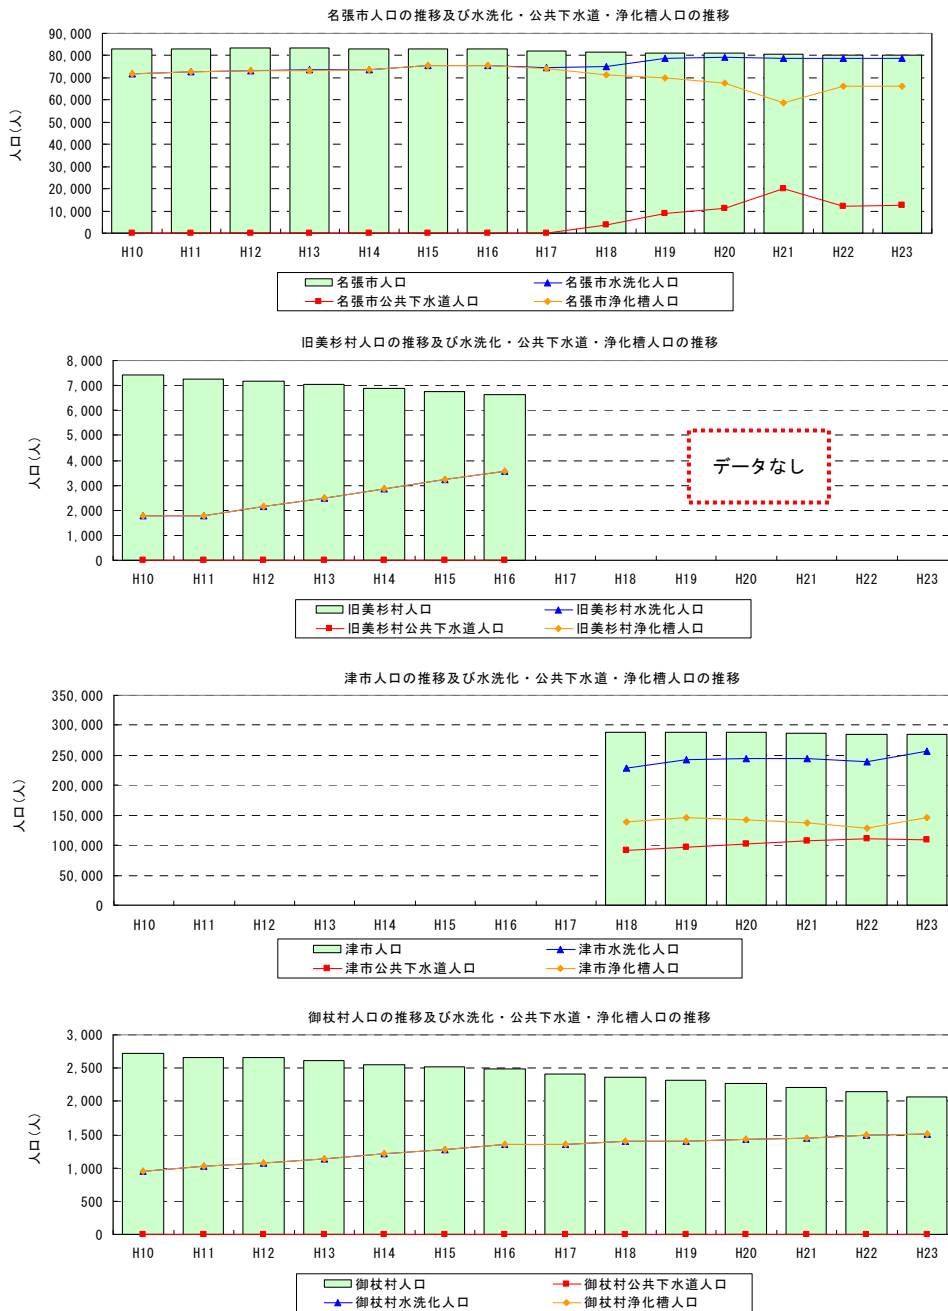 名張市人口の推移及び水洗化・公共下水道・浄化槽人口の推移
人口(人)
90,000
80,000
70,000
60,000
50,000
40,000
30,000
20,000
10,000
0
H10 H11 H12 H13 H14 H15 H16 H17 H18 H19 H20 H21 H22 H23
名張市人口 名張市水洗化人口
名張市公共下水道人口 名張市浄化槽人口
旧美杉村人口の推移及び水洗化・公共下水道・浄化槽人口の推移
人口(人)
8,000
7,000
6,000
5,000
4,000
3,000
2,000
1,000
0
データなし
H10 H11 H12 H13 H14 H15 H16 H17 H18 H19 H20 H21 H22 H23
旧美杉村人口 旧美杉村水洗化人口
旧美杉村公共下水道人口 旧美杉村浄化槽人口
津市人口の推移及び水洗化・公共下水道・浄化槽人口の推移
人口(人)
350,000
300,000
250,000
200,000
150,000
100,000
50,000
0
H10 H11 H12 H13 H14 H15 H16 H17 H18 H19 H20 H21 H22 H23
津市人口 津市水洗化人口
津市公共下水道人口 津市浄化槽人口
御杖村人口の推移及び水洗化・公共下水道・浄化槽人口の推移
人口(人)
3,000
2,500
2,000
1,500
1,000
500
0
H10 H11 H12 H13 H14 H15 H16 H17 H18 H19 H20 H21 H22 H23
御杖村人口 御杖村公共下水道人口
御杖村水洗化人口 御杖村浄化槽人口